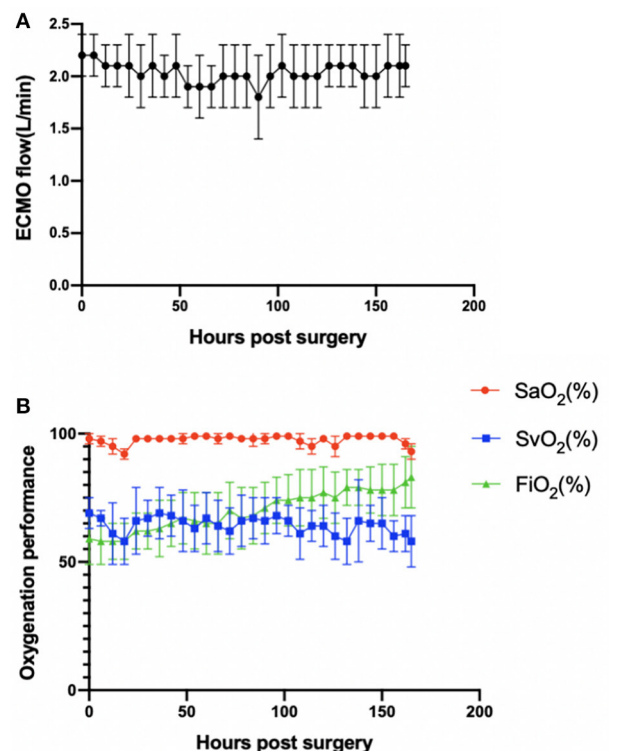 A
2.5
2.0
1.5
1.0
0.5
0.0
ECMO flow(L/min)
0 50 100 150 200
Hours post surgery
B
SaO₂(%)
SvO₂(%)
FiO₂(%)
100
50
0
Oxygenation performance
0 50 100 150 200
Hours post surgery